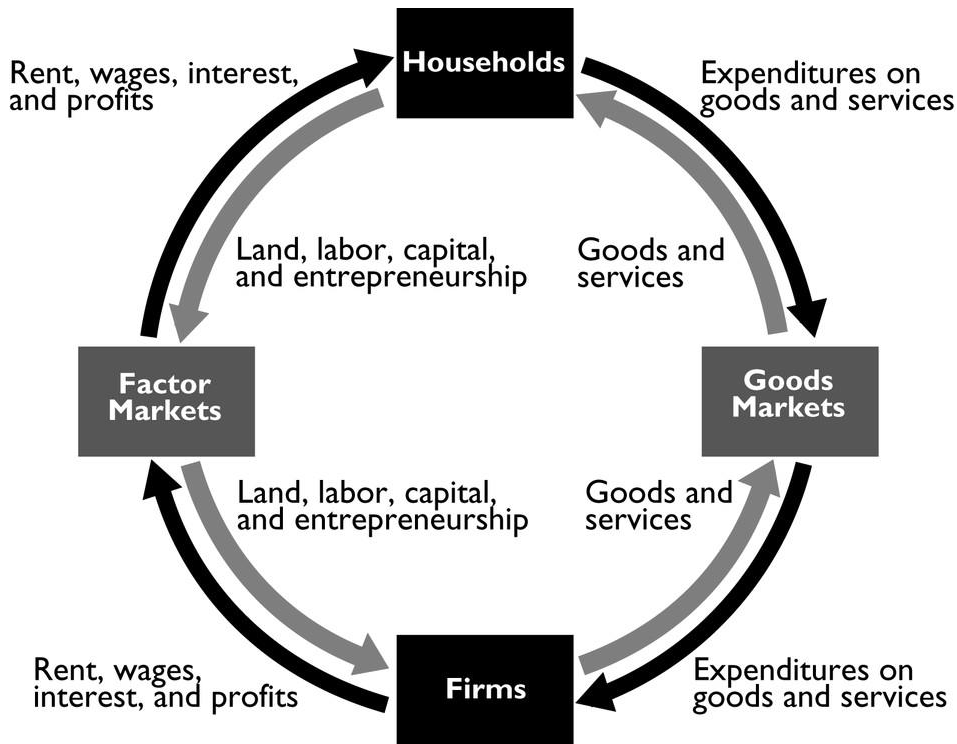 Households
Rent, wages, interest,
and profits
Expenditures on
goods and services
Land, labor, capital,
and entrepreneurship
Goods and
services
Factor
Markets
Goods
Markets
Land, labor, capital,
and entrepreneurship
Goods and
services
Rent, wages,
interest, and profits
Firms
Expenditures on
goods and services